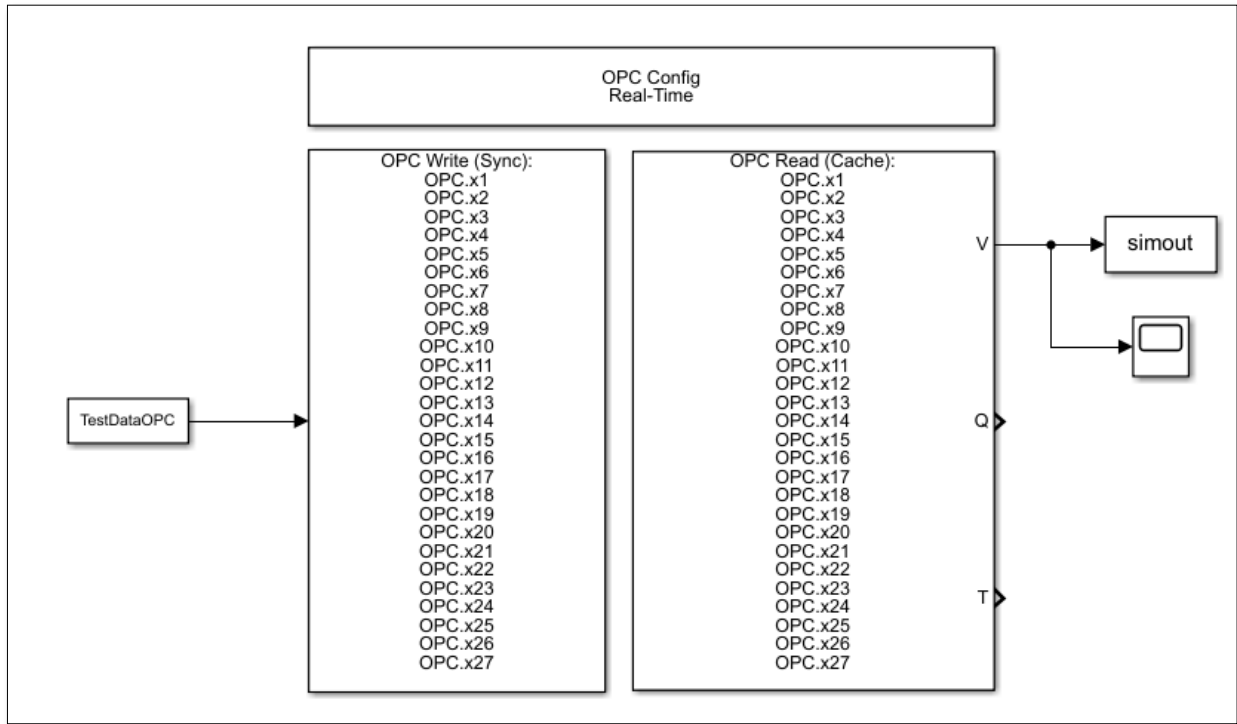 OPC Config
Real-Time
TestDataOPC
OPC Write (Sync):
OPC.x1
OPC.x2
OPC.x3
OPC.x4
OPC.x5
OPC.x6
OPC.x7
OPC.x8
OPC.x9
OPC.x10
OPC.x11
OPC.x12
OPC.x13
OPC.x14
OPC.x15
OPC.x16
OPC.x17
OPC.x18
OPC.x19
OPC.x20
OPC.x21
OPC.x22
OPC.x23
OPC.x24
OPC.x25
OPC.x26
OPC.x27
OPC Read (Cache):
OPC.x1
OPC.x2
OPC.x3
OPC.x4
OPC.x5
OPC.x6
OPC.x7
OPC.x8
OPC.x9
OPC.x10
OPC.x11
OPC.x12
OPC.x13
OPC.x14
OPC.x15
OPC.x16
OPC.x17
OPC.x18
OPC.x19
OPC.x20
OPC.x21
OPC.x22
OPC.x23
OPC.x24
OPC.x25
OPC.x26
OPC.x27
V
Q
T
simout